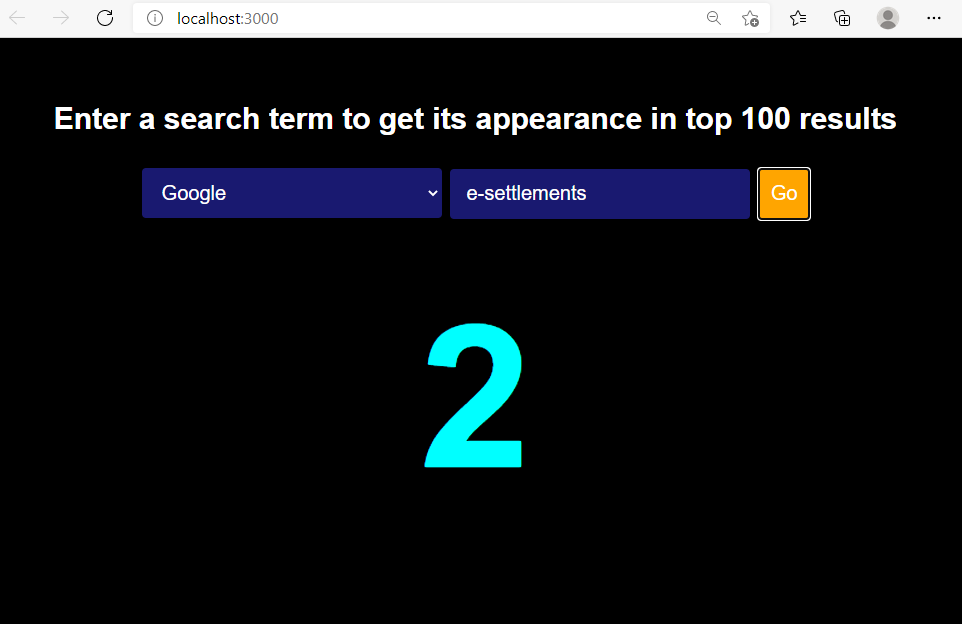 localhost:3000
Enter a search term to get its appearance in top 100 results
Google e-settlements Go
2